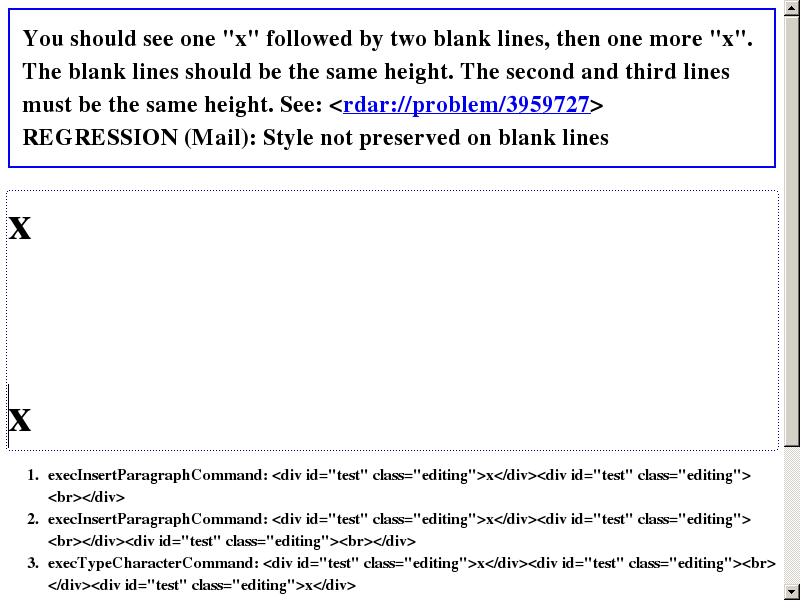 You should see one "x" followed by two blank lines, then one more "x".
The blank lines should be the same height. The second and third lines
must be the same height. See: <rdar://problem/3959727>
REGRESSION (Mail): Style not preserved on blank lines
x
x
1. execInsertParagraphCommand: <div id="test" class="editing">x</div><div id="test" class="editing">
<br></div>
2. execInsertParagraphCommand: <div id="test" class="editing">x</div><div id="test" class="editing">
<br></div><div id="test" class="editing"><br></div>
3. execTypeCharacterCommand: <div id="test" class="editing">x</div><div id="test" class="editing"><br>
</div><div id="test" class="editing">x</div>